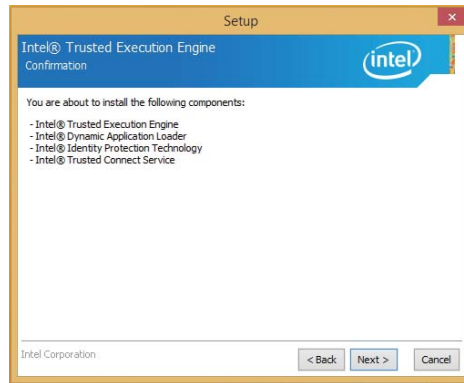 Setup
Intel® Trusted Execution Engine
Confirmation
intel
You are about to install the following components:
- Intel® Trusted Execution Engine
- Intel® Dynamic Application Loader
- Intel® Identity Protection Technology
- Intel® Trusted Connect Service
Intel Corporation
< Back Next > Cancel